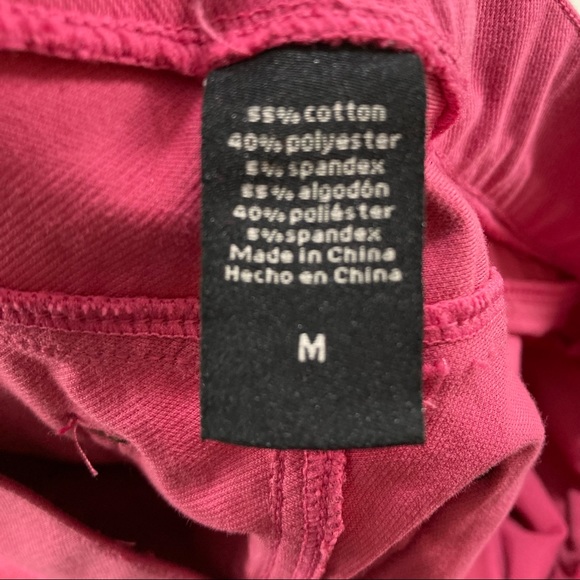 55% cotton
40% polyester
5% spandex
55% algodón
40% poliéster
5% spandex
Made in China
Hecho en China
M